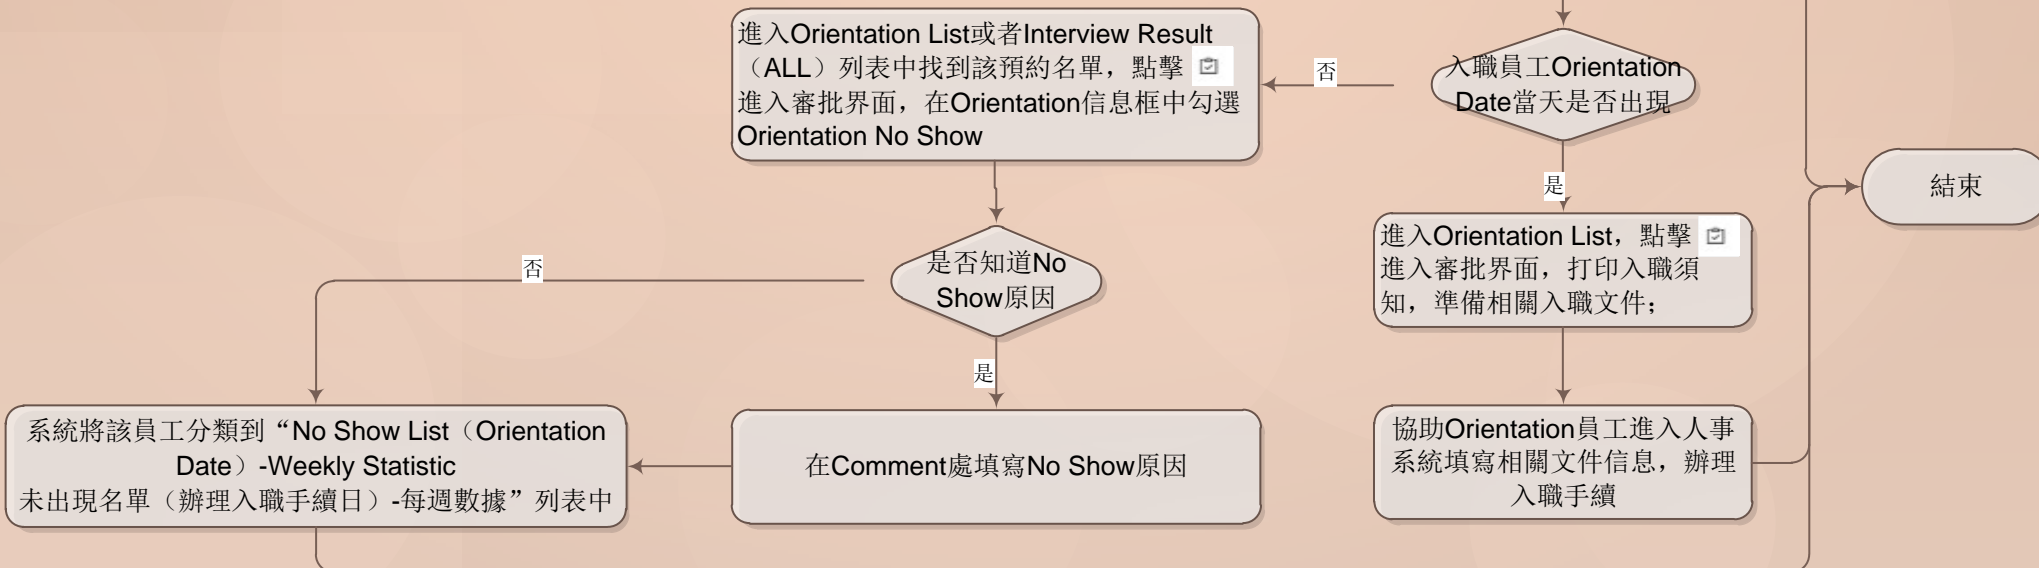 進入Orientation List或者Interview Result
（ALL）列表中找到該預約名單，點擊
進入審批界面，在Orientation信息框中勾選
Orientation No Show
否
入職員工Orientation
Date當天是否出現
是
結束
進入Orientation List，點擊
進入審批界面，打印入職須
知，準備相關入職文件；
是否知道No
Show原因
否
是
系統將該員工分類到“No Show List（Orientation
Date）-Weekly Statistic
未出現名單（辦理入職手續日）-每週數據”列表中
在Comment處填寫No Show原因
協助Orientation員工進入人事
系統填寫相關文件信息，辦理
入職手續